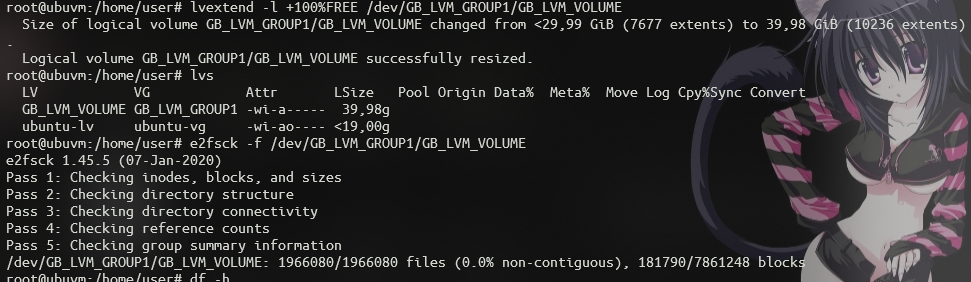 root@ubuvm:/home/user# lvextend -l +100%FREE /dev/GB_LVM_GROUP1/GB_LVM_VOLUME
  Size of logical volume GB_LVM_GROUP1/GB_LVM_VOLUME changed from <29,99 GiB (7677 extents) to 39,98 GiB (10236 extents)
.
  Logical volume GB_LVM_GROUP1/GB_LVM_VOLUME successfully resized.
root@ubuvm:/home/user# lvs
  LV            VG            Attr       LSize   Pool Origin Data%  Meta%  Move Log Cpy%Sync Convert
  GB_LVM_VOLUME GB_LVM_GROUP1 -wi-a-----  39,98g
  ubuntu-lv     ubuntu-vg     -wi-ao---- <19,00g
root@ubuvm:/home/user# e2fsck -f /dev/GB_LVM_GROUP1/GB_LVM_VOLUME
e2fsck 1.45.5 (07-Jan-2020)
Pass 1: Checking inodes, blocks, and sizes
Pass 2: Checking directory structure
Pass 3: Checking directory connectivity
Pass 4: Checking reference counts
Pass 5: Checking group summary information
/dev/GB_LVM_GROUP1/GB_LVM_VOLUME: 1966080/1966080 files (0.0% non-contiguous), 181790/7861248 blocks
root@ubuvm:/home/user# df -h